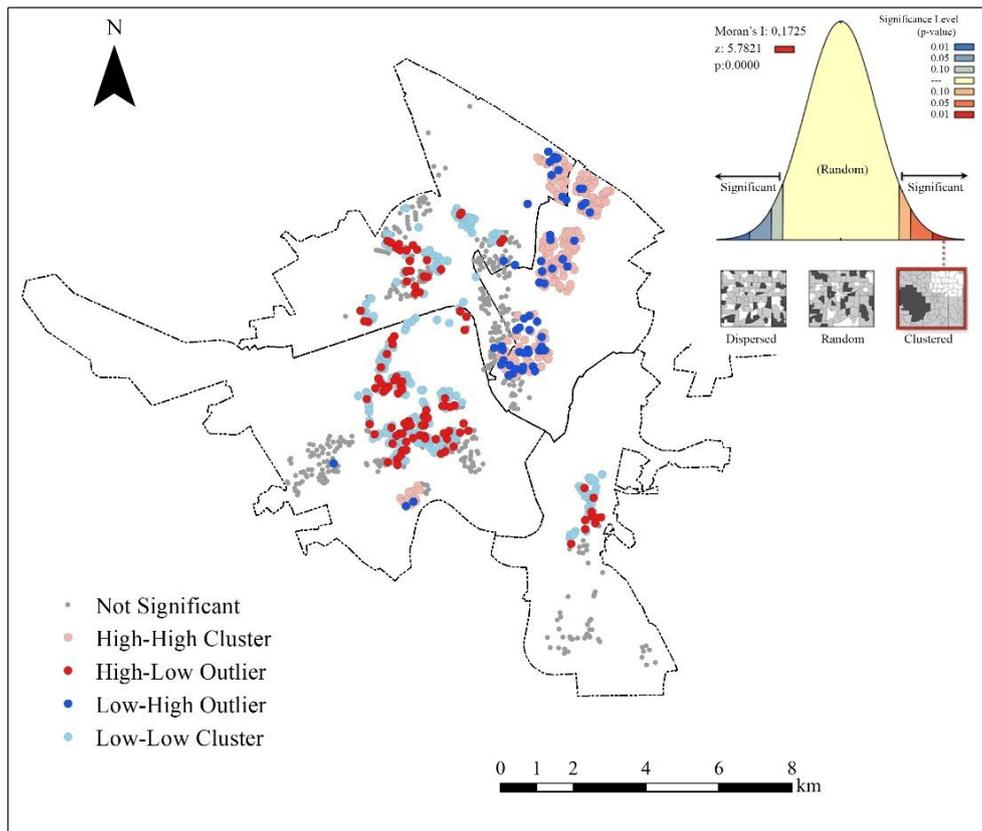 N
Moran's I: 0,1725
z: 5.7821
p:0.0000
Significance Level
(p-value)
0.01
0.05
0.10
---
0.10
0.05
0.01
(Random)
Significant
Significant
Dispersed
Random
Clustered
Not Significant
High-High Cluster
High-Low Outlier
Low-High Outlier
Low-Low Cluster
0 1 2 4 6 8
km